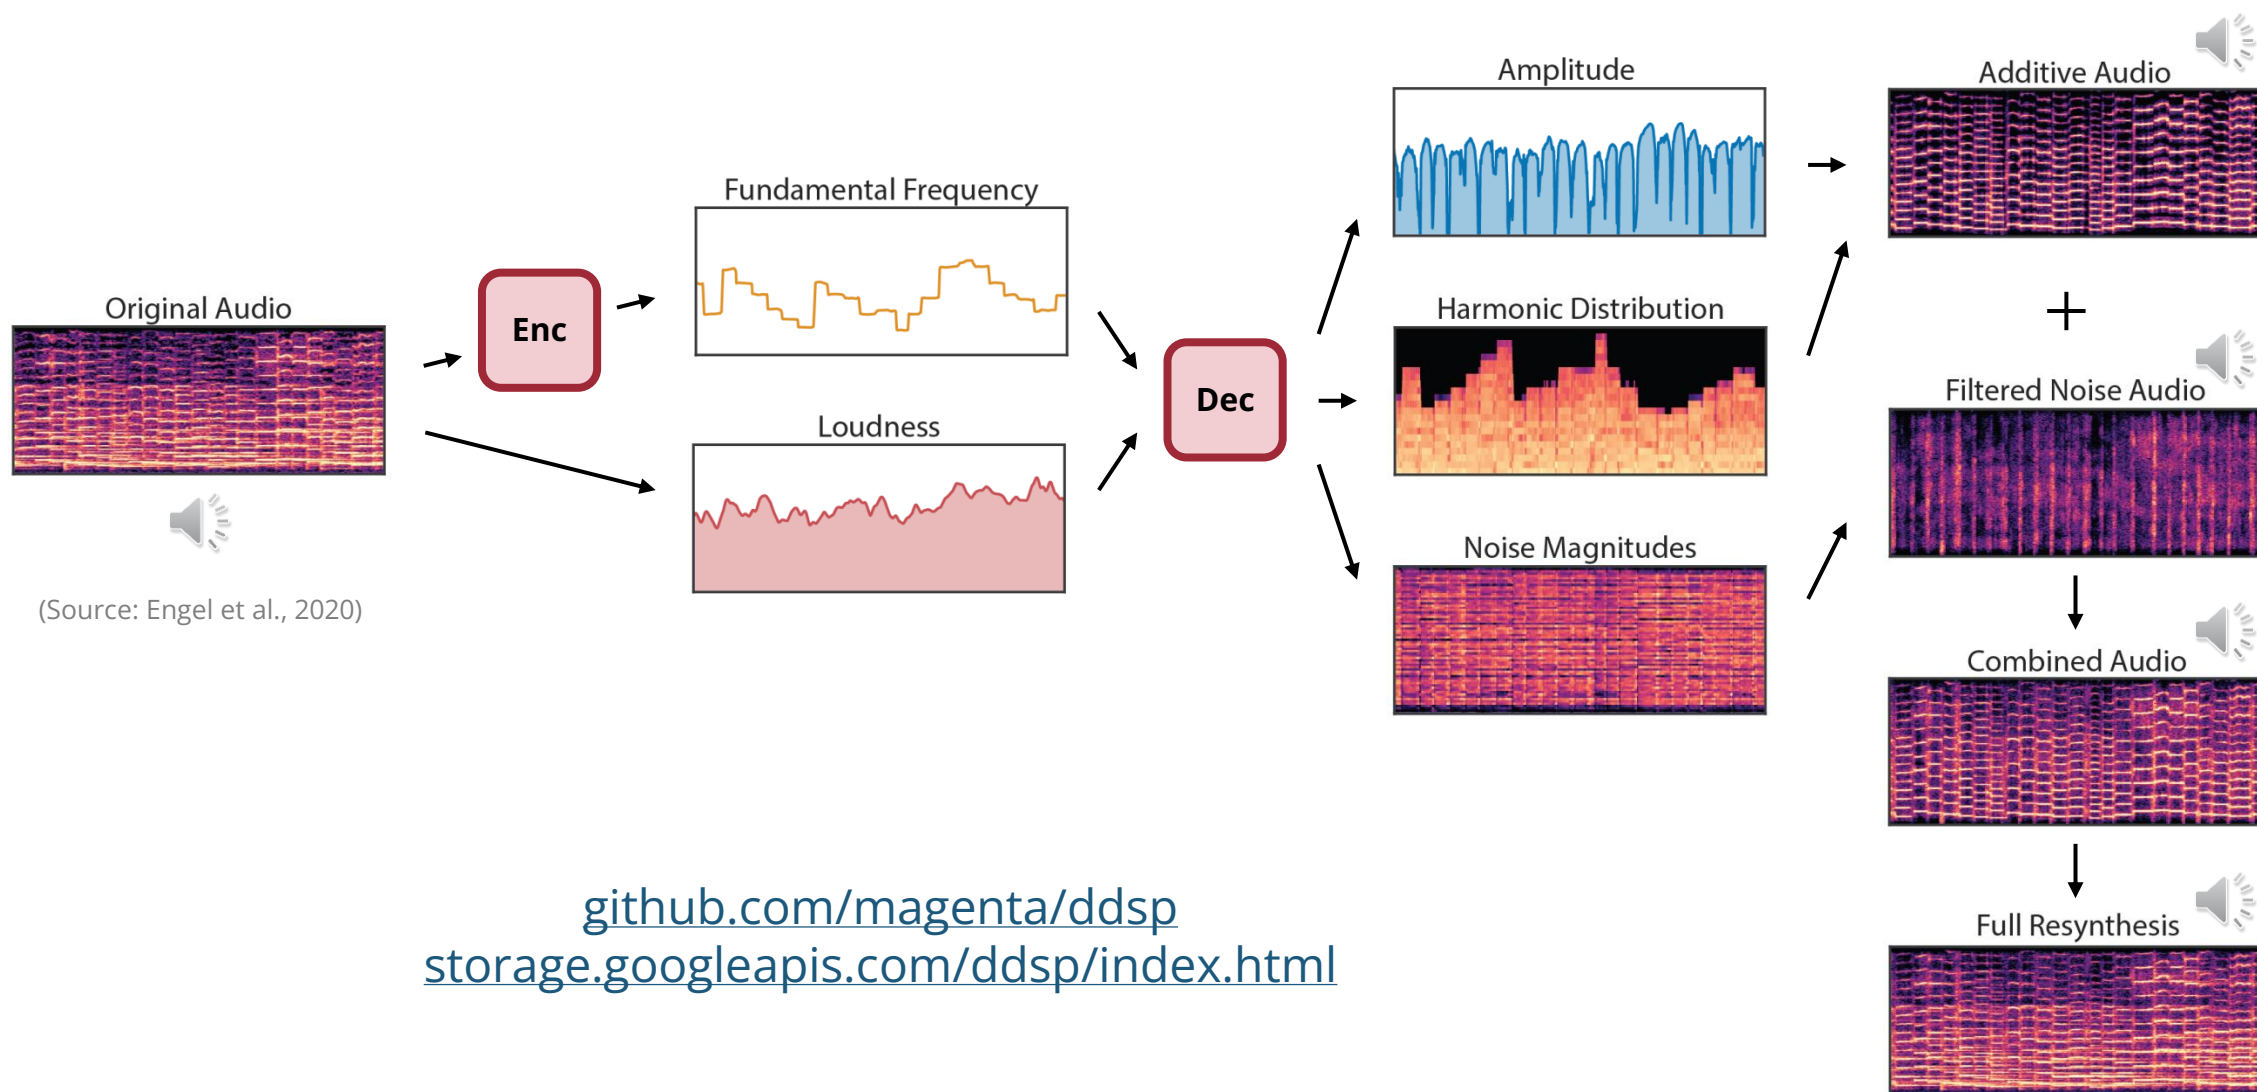 Original Audio
(Source: Engel et al., 2020)
Enc
Fundamental Frequency
Loudness
Dec
Amplitude
Harmonic Distribution
Noise Magnitudes
Additive Audio
+
Filtered Noise Audio
Combined Audio
Full Resynthesis
github.com/magenta/ddsp
storage.googleapis.com/ddsp/index.html